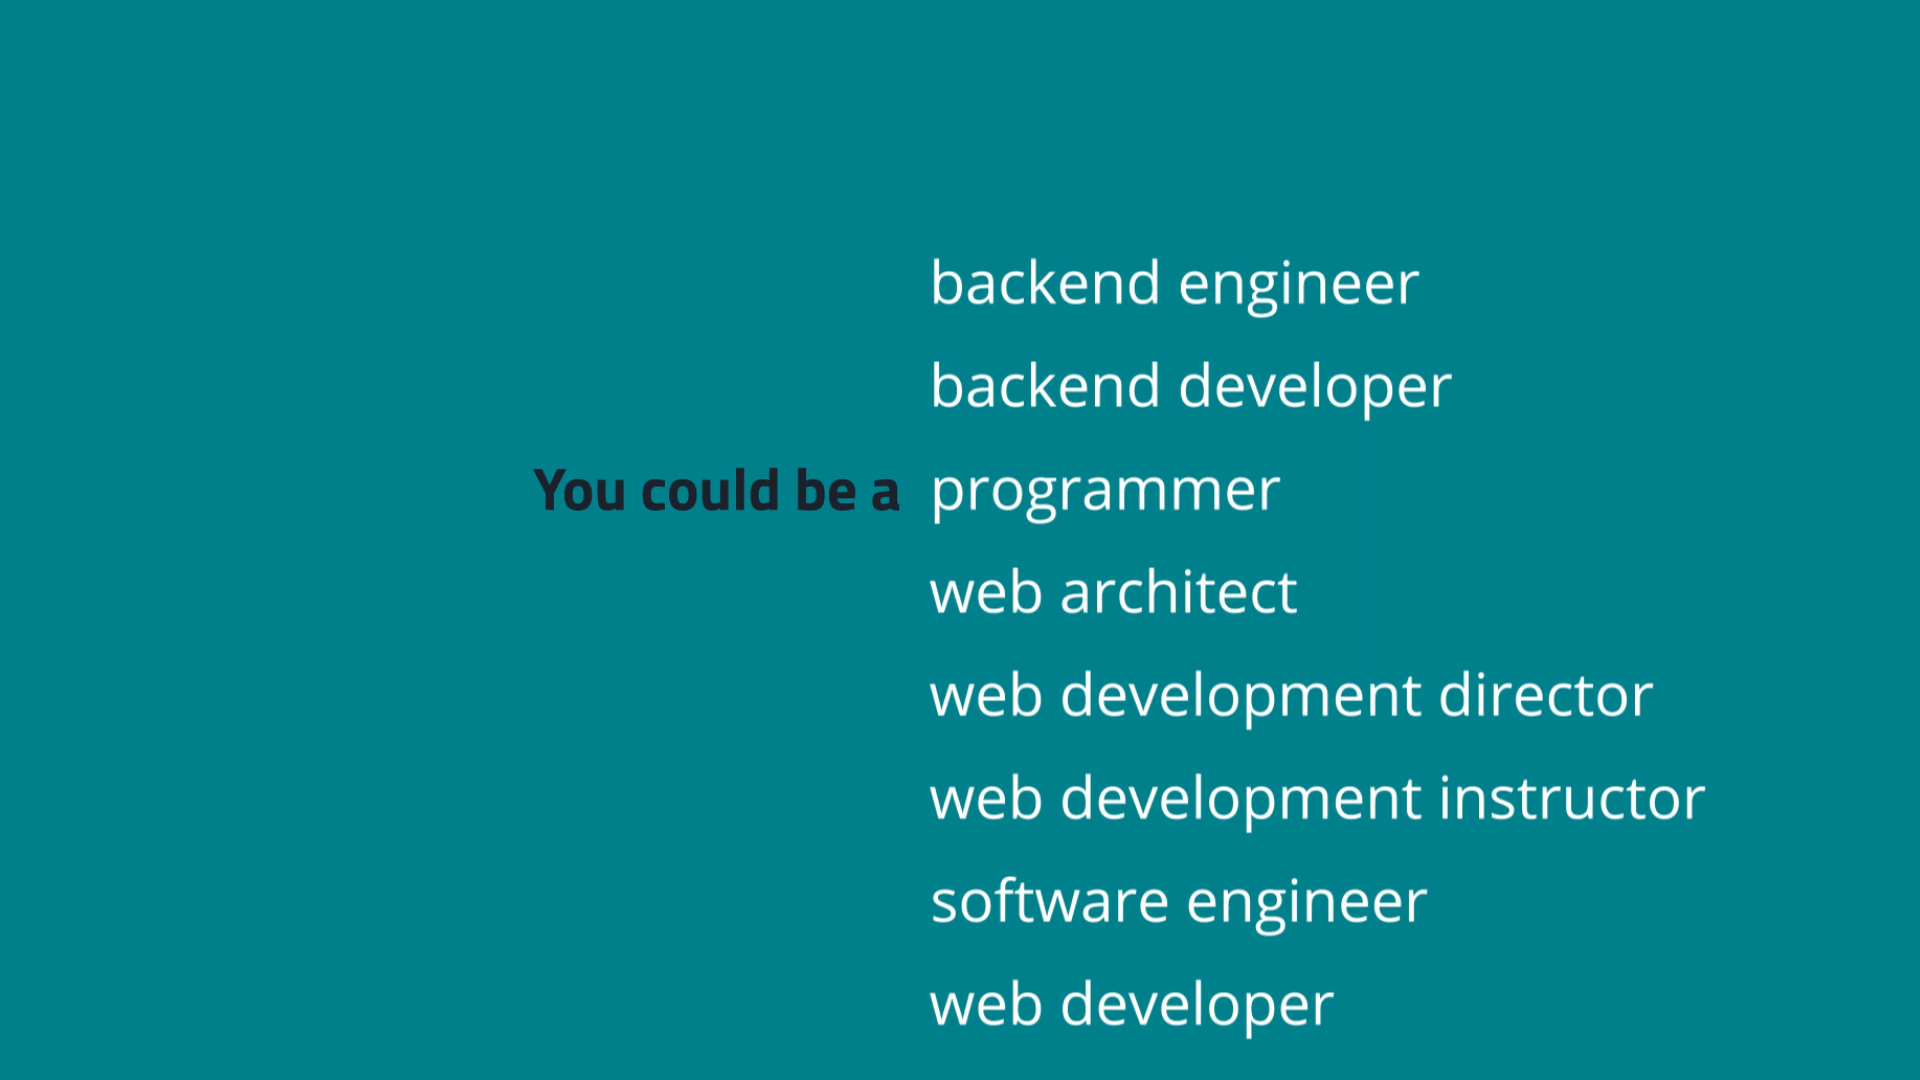 backend engineer
backend developer
You could be a programmer
web architect
web development director
web development instructor
software engineer
web developer